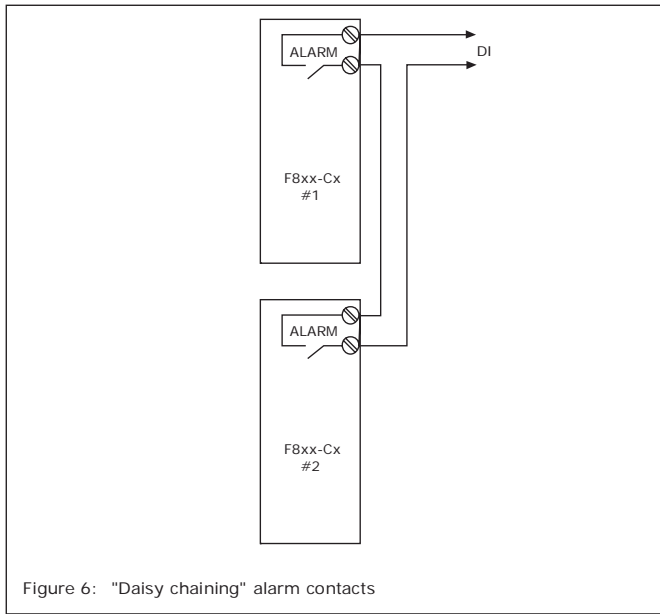 ALARM
DI
F8xx-Cx
#1
ALARM
F8xx-Cx
#2
Figure 6: "Daisy chaining" alarm contacts